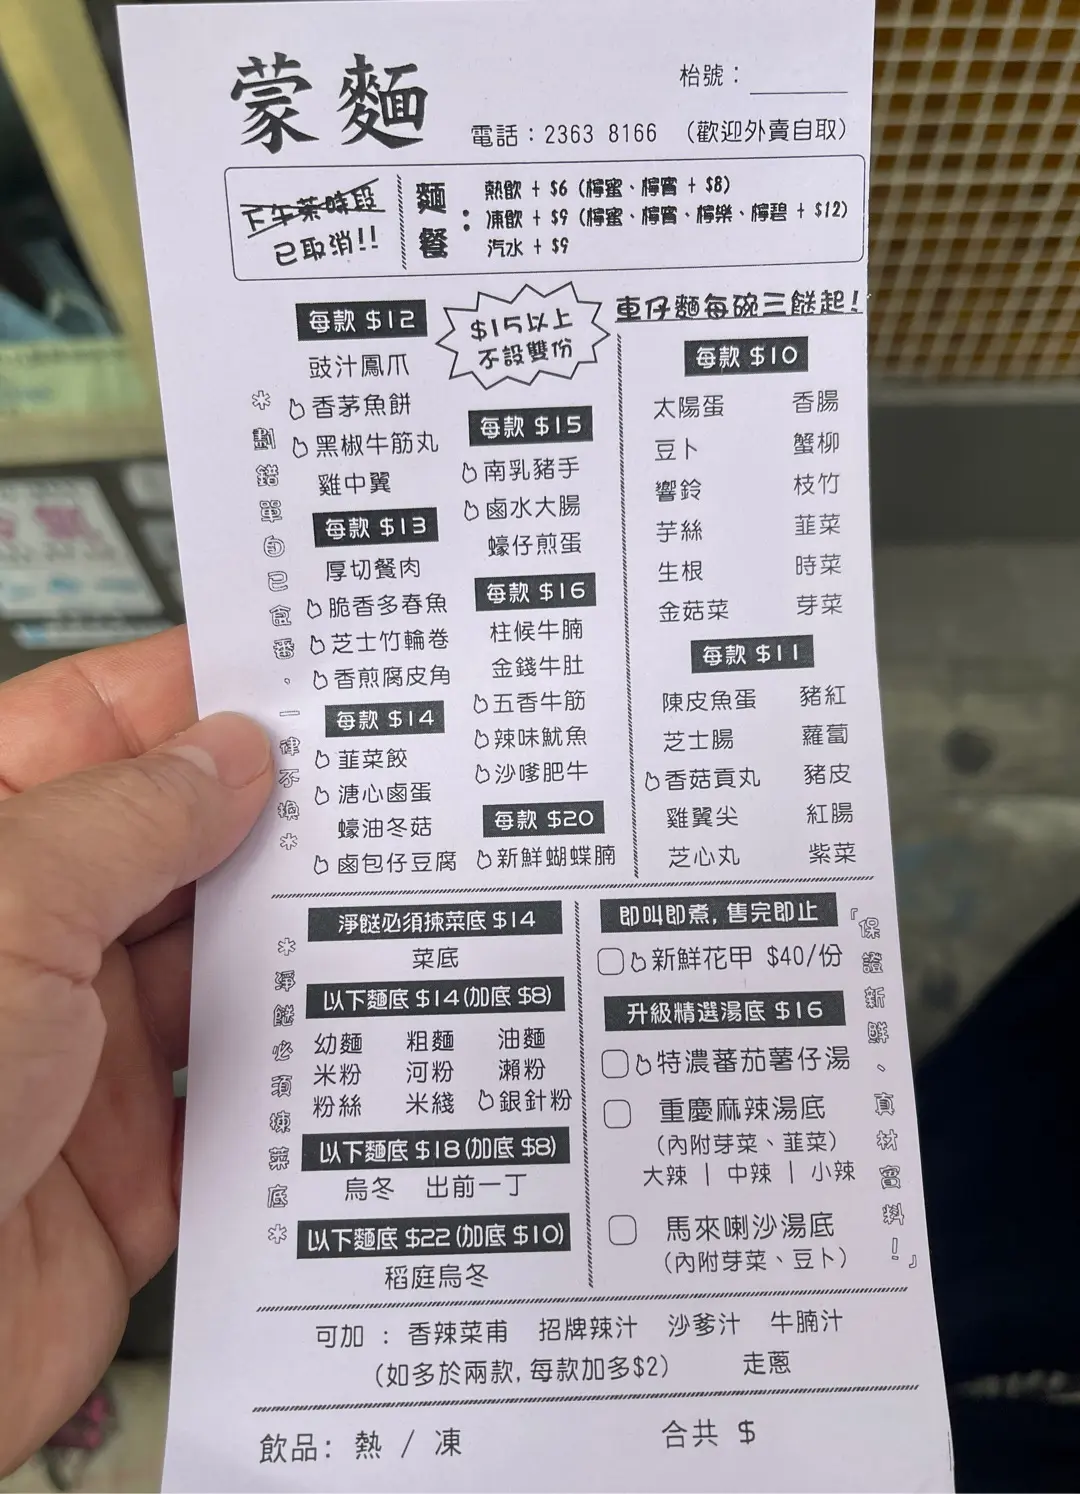 蒙麵
枱號：
電話：2363 8166 （歡迎外賣自取）
下午茶時段
已取消!!
麵餐：
熱飲 + $6 (檸蜜、檸賓 + $8)
凍飲 + $9 (檸蜜、檸賓、檸樂、檸碧 + $12)
汽水 + $9
每款 $12
豉汁鳳爪
香茅魚餅
黑椒牛筋丸
雞中翼
每款 $13
厚切餐肉
脆香多春魚
芝士竹輪卷
香煎腐皮角
每款 $14
韮菜餃
溏心鹵蛋
蠔油冬菇
鹵包仔豆腐
＊劃錯單自己食番。一律不換＊
$15以上
不設雙份
每款 $15
南乳豬手
鹵水大腸
蠔仔煎蛋
每款 $16
柱候牛腩
金錢牛肚
五香牛筋
辣味魷魚
沙嗲肥牛
每款 $20
新鮮蝴蝶腩
車仔麵每碗三餸起!
每款 $10
太陽蛋 香腸
豆卜 蟹柳
響鈴 枝竹
芋絲 韮菜
生根 時菜
金菇菜 芽菜
每款 $11
陳皮魚蛋 豬紅
芝士腸 蘿蔔
香菇貢丸 豬皮
雞翼尖 紅腸
芝心丸 紫菜
＊淨餸必須揀菜底＊
淨餸必須揀菜底 $14
菜底
以下麵底 $14(加底 $8)
幼麵 粗麵 油麵
米粉 河粉 瀨粉
粉絲 米綫 銀針粉
以下麵底 $18(加底 $8)
烏冬 出前一丁
以下麵底 $22(加底 $10)
稻庭烏冬
即叫即煮, 售完即止
新鮮花甲 $40/份
升級精選湯底 $16
特濃蕃茄薯仔湯
重慶麻辣湯底
（內附芽菜、韮菜）
大辣 | 中辣 | 小辣
馬來喇沙湯底
（內附芽菜、豆卜）
『保證新鮮、真材實料！』
可加 : 香辣菜甫 招牌辣汁 沙爹汁 牛腩汁
（如多於兩款, 每款加多$2） 走蔥
飲品: 熱 / 凍 合共 $